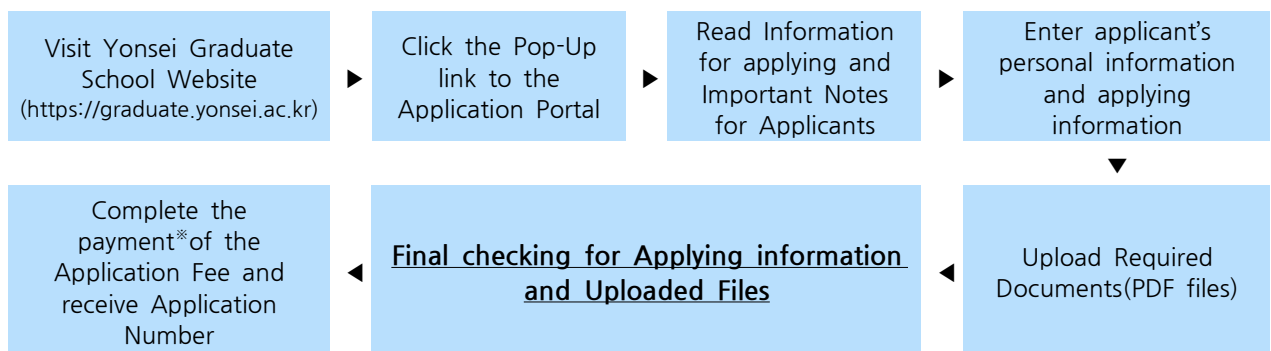 Visit Yonsei Graduate
School Website
(https://graduate.yonsei.ac.kr)
▶
Click the Pop-Up
link to the
Application Portal
▶
Read Information
for applying and
Important Notes
for Applicants
▶
Enter applicant's
personal information
and applying
information
▼
Upload Required
Documents(PDF files)
◀
Final checking for Applying information
and Uploaded Files
◀
Complete the
payment※of the
Application Fee and
receive Application
Number